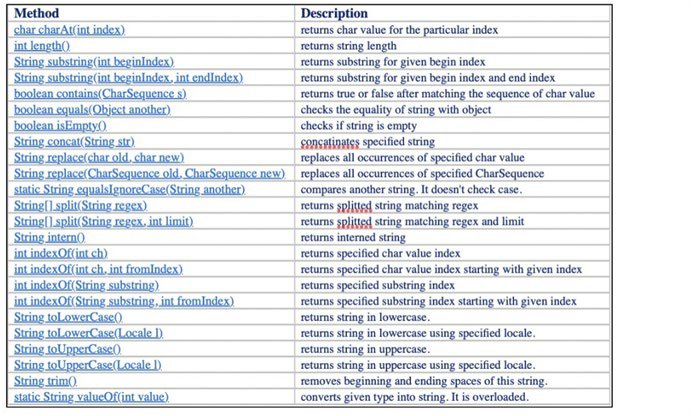 Method Description
char charAt(int index) returns char value for the particular index
int length() returns string length
String substring(int beginIndex) returns substring for given begin index
String substring(int beginIndex, int endIndex) returns substring for given begin index and end index
boolean contains(CharSequence s) returns true or false after matching the sequence of char value
boolean equals(Object another) checks the equality of string with object
boolean isEmpty() checks if string is empty
String concat(String str) concatinates specified string
String replace(char old, char new) replaces all occurrences of specified char value
String replace(CharSequence old, CharSequence new) replaces all occurrences of specified CharSequence
static String equalsIgnoreCase(String another) compares another string. It doesn't check case.
String[] split(String regex) returns splitted string matching regex
String[] split(String regex, int limit) returns splitted string matching regex and limit
String intern() returns interned string
int indexOf(int ch) returns specified char value index
int indexOf(int ch, int fromIndex) returns specified char value index starting with given index
int indexOf(String substring) returns specified substring index
int indexOf(String substring, int fromIndex) returns specified substring index starting with given index
String toLowerCase() returns string in lowercase.
String toLowerCase(Locale l) returns string in lowercase using specified locale.
String toUpperCase() returns string in uppercase.
String toUpperCase(Locale l) returns string in uppercase using specified locale.
String trim() removes beginning and ending spaces of this string.
static String valueOf(int value) converts given type into string. It is overloaded.